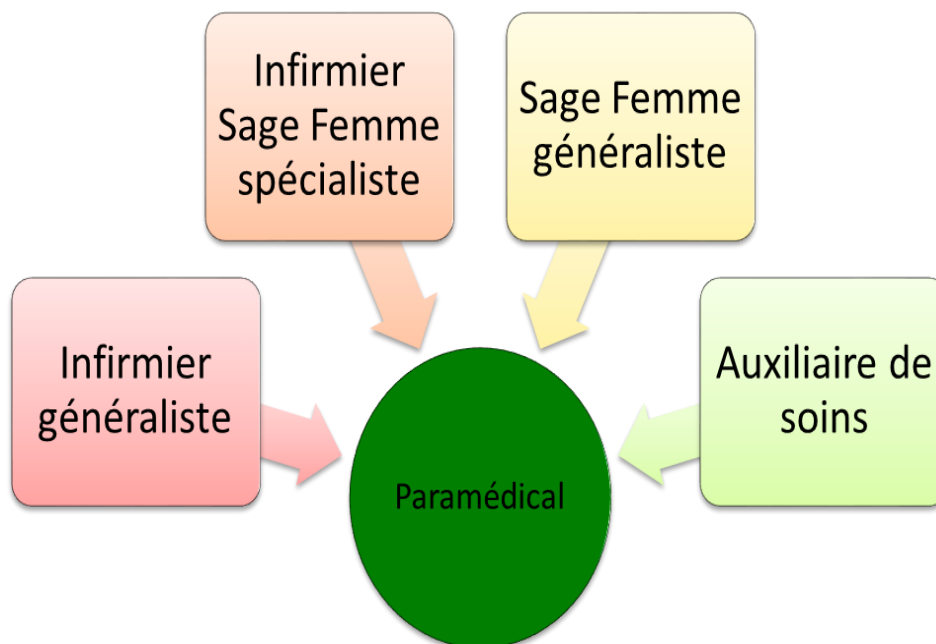 Infirmier
Sage Femme
spécialiste
Sage Femme
généraliste
Infirmier
généraliste
Auxiliaire de
soins
Paramédical